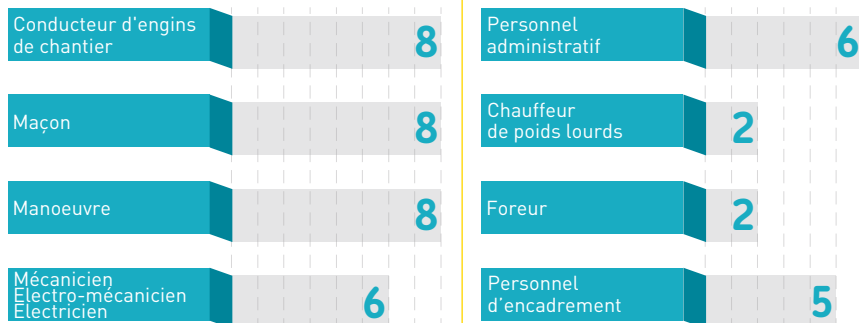 Conducteur d'engins
de chantier
8
Maçon
8
Manoeuvre
8
Mécanicien
Electro-mécanicien
Electricien
6
Personnel
administratif
6
Chauffeur
de poids lourds
2
Foreur
2
Personnel
d'encadrement
5